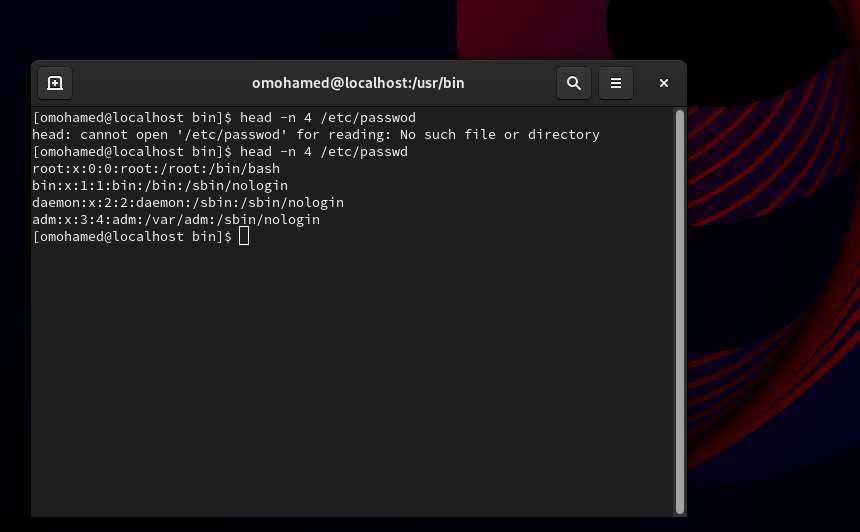 omohamed@localhost:/usr/bin
[omohamed@localhost bin]$ head -n 4 /etc/passwod
head: cannot open '/etc/passwod' for reading: No such file or directory
[omohamed@localhost bin]$ head -n 4 /etc/passwd
root:x:0:0:root:/root:/bin/bash
bin:x:1:1:bin:/bin:/sbin/nologin
daemon:x:2:2:daemon:/sbin:/sbin/nologin
adm:x:3:4:adm:/var/adm:/sbin/nologin
[omohamed@localhost bin]$